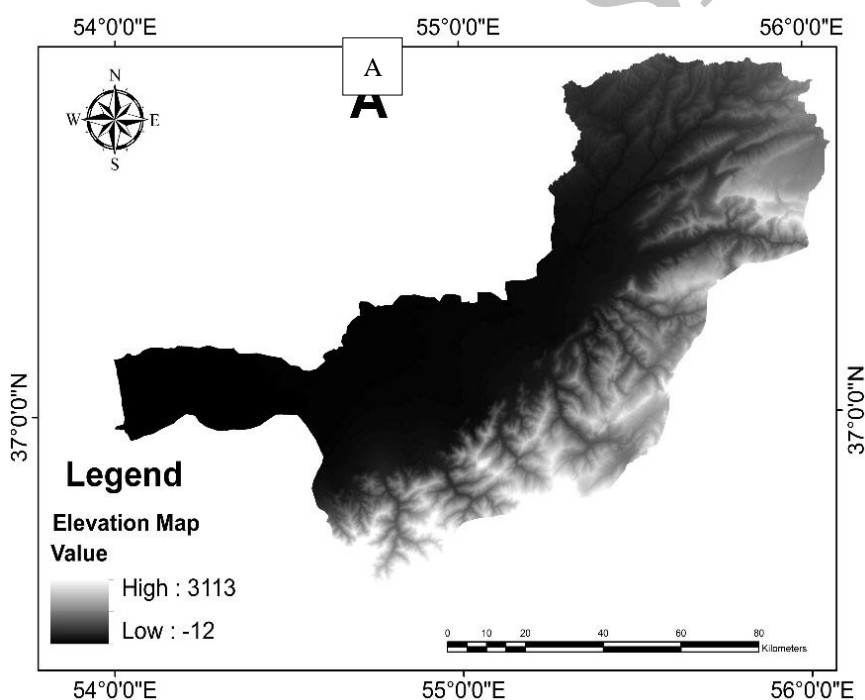 54°0'0"E 55°0'0"E 56°0'0"E
A
A
N
W E
S
37°0'0"N 37°0'0"N
Legend
Elevation Map
Value
High : 3113
Low : -12
0 10 20 40 60 80
Kilometers
54°0'0"E 55°0'0"E 56°0'0"E